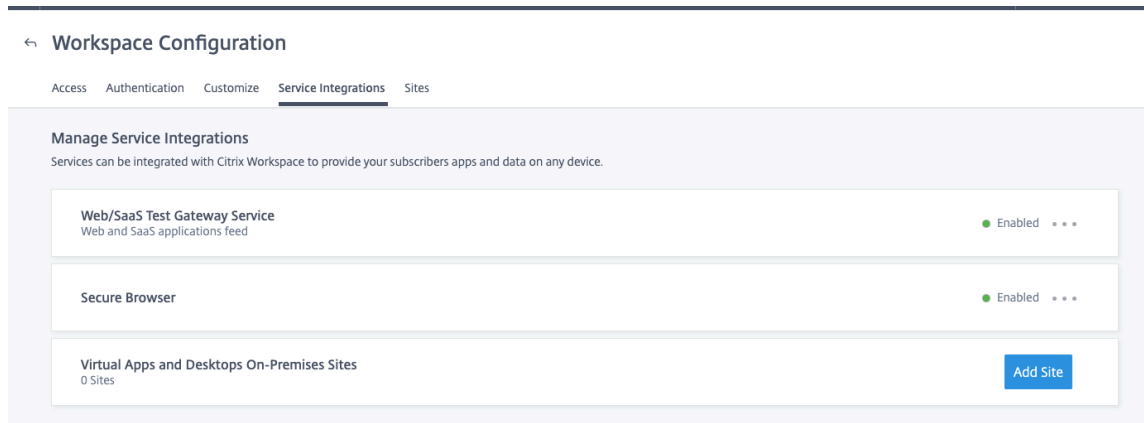 Workspace Configuration
Access Authentication Customize Service Integrations Sites
Manage Service Integrations
Services can be integrated with Citrix Workspace to provide your subscribers apps and data on any device.
Web/SaaS Test Gateway Service
Web and SaaS applications feed
Enabled
Secure Browser
Enabled
Virtual Apps and Desktops On-Premises Sites
0 Sites
Add Site